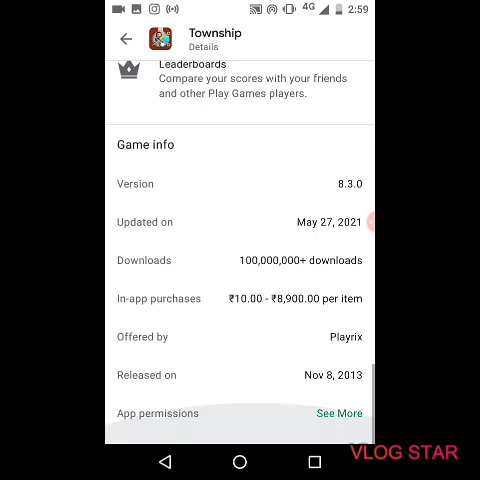 4G 2:59
Township
Details
Leaderboards
Compare your scores with your friends
and other Play Games players.
Game info
Version 8.3.0
Updated on May 27, 2021
Downloads 100,000,000+ downloads
In-app purchases ₹10.00 - ₹8,900.00 per item
Offered by Playrix
Released on Nov 8, 2013
App permissions See More
VLOG STAR